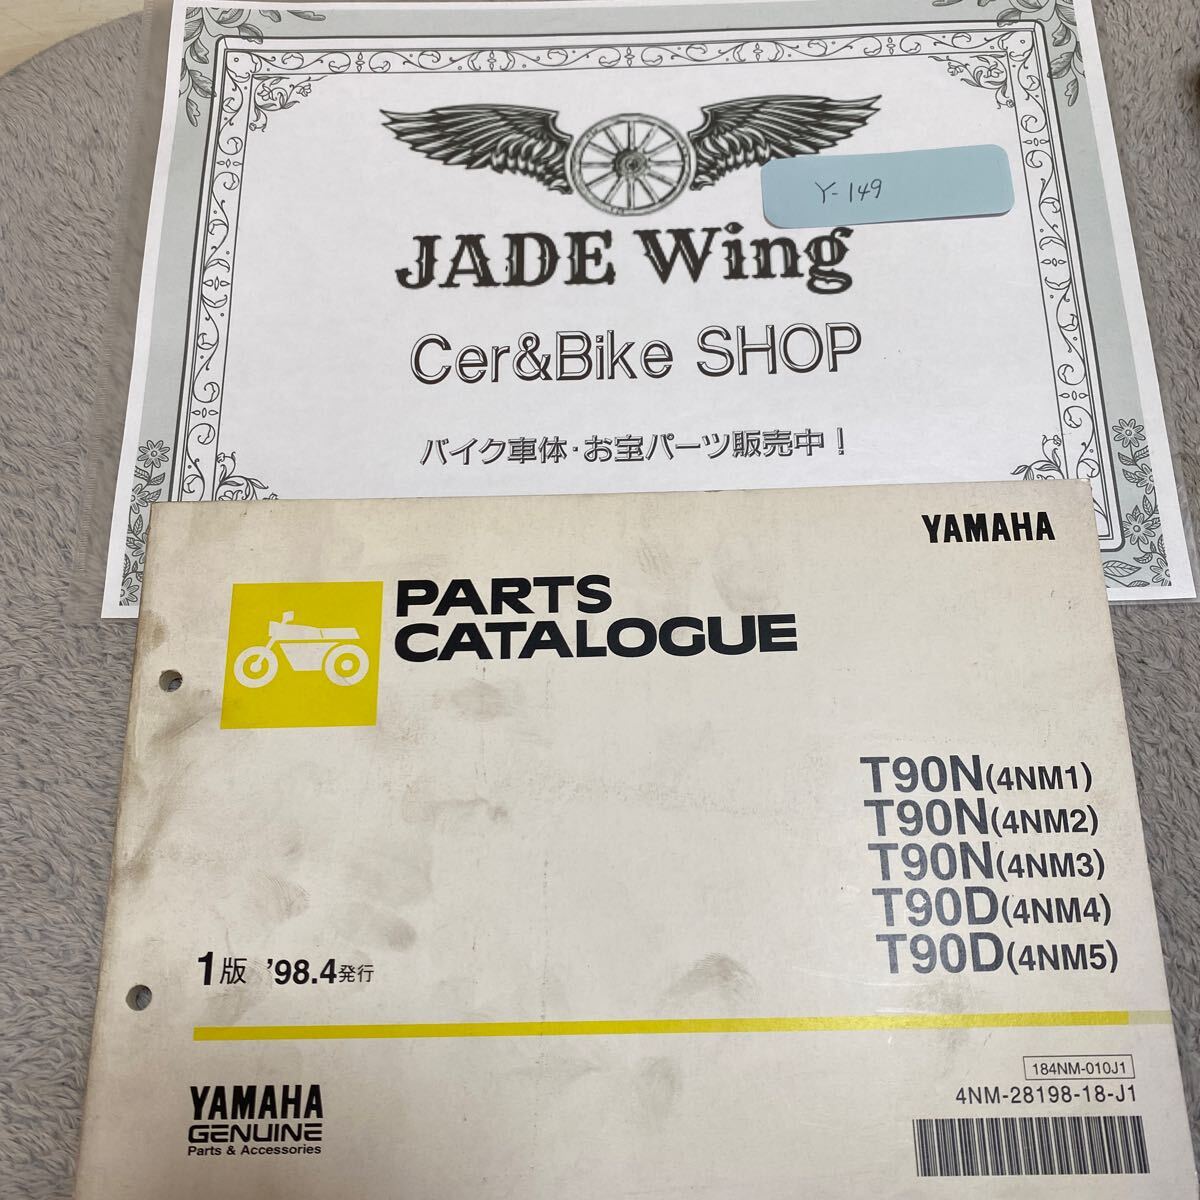 Y-149
JADE Wing
Cer&Bike SHOP
バイク車体・お宝パーツ販売中！
YAMAHA
PARTS
CATALOGUE
T90N(4NM1)
T90N(4NM2)
T90N(4NM3)
T90D(4NM4)
T90D(4NM5)
1版 '98.4発行
184NM-010J1
4NM-28198-18-J1
YAMAHA
GENUINE
Parts & Accessories